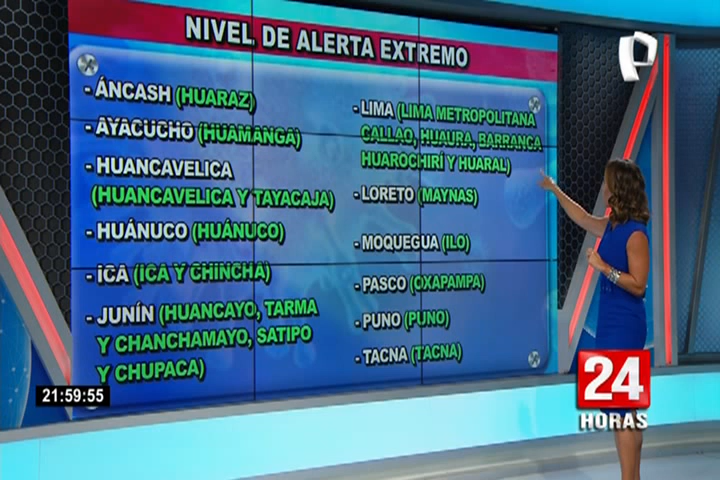 NIVEL DE ALERTA EXTREMO
- ÁNCASH (HUARAZ)
- AYACUCHO (HUAMANGA)
- HUANCAVELICA
(HUANCAVELICA Y TAYACAJA)
- HUÁNUCO (HUÁNUCO)
- ICA (ICA Y CHINCHA)
- JUNÍN (HUANCAYO, TARMA
Y CHANCHAMAYO, SATIPO
Y CHUPACA)
- LIMA (LIMA METROPOLITANA
CALLAO, HUAURA, BARRANCA
HUAROCHIRÍ Y HUARAL)
- LORETO (MAYNAS)
- MOQUEGUA (ILO)
- PASCO (OXAPAMPA)
- PUNO (PUNO)
- TACNA (TACNA)
P
21:59:55
24
HORAS